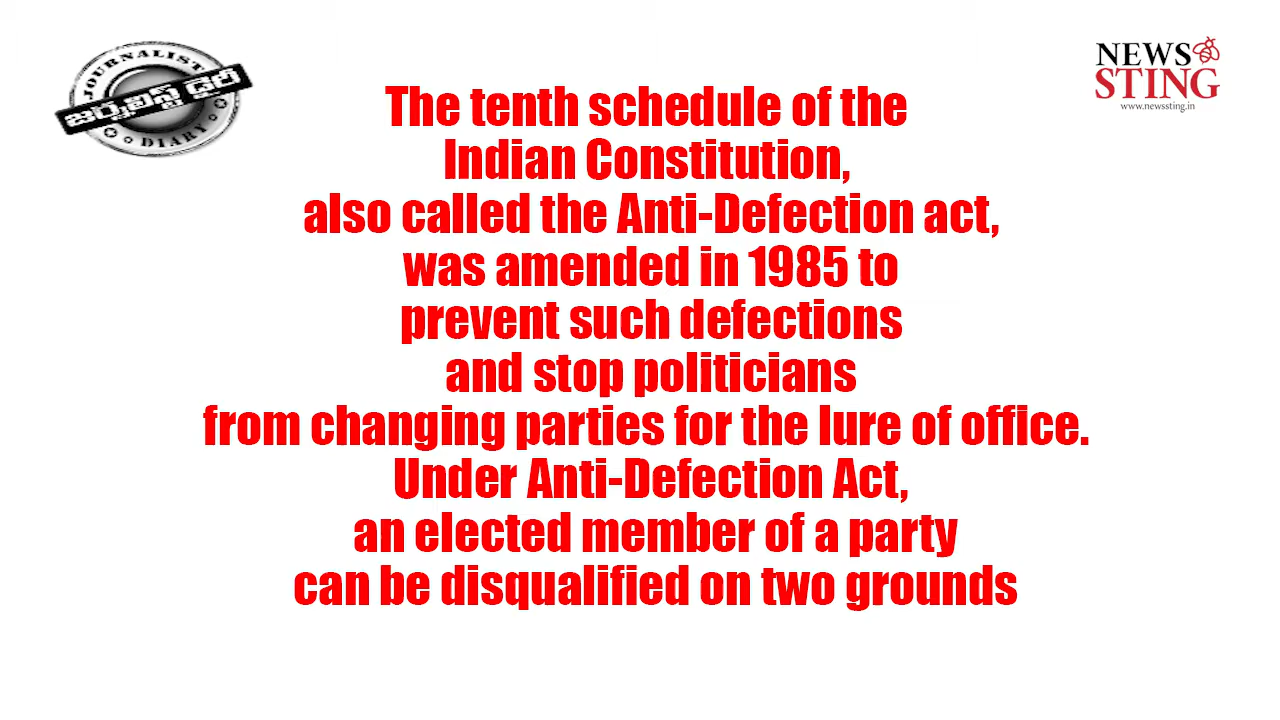 JOURNALIST
జర్నలిస్ట్ డైరీ
DIARY
NEWS
STING
www.newssting.in
The tenth schedule of the
Indian Constitution,
also called the Anti-Defection act,
was amended in 1985 to
prevent such defections
and stop politicians
from changing parties for the lure of office.
Under Anti-Defection Act,
an elected member of a party
can be disqualified on two grounds